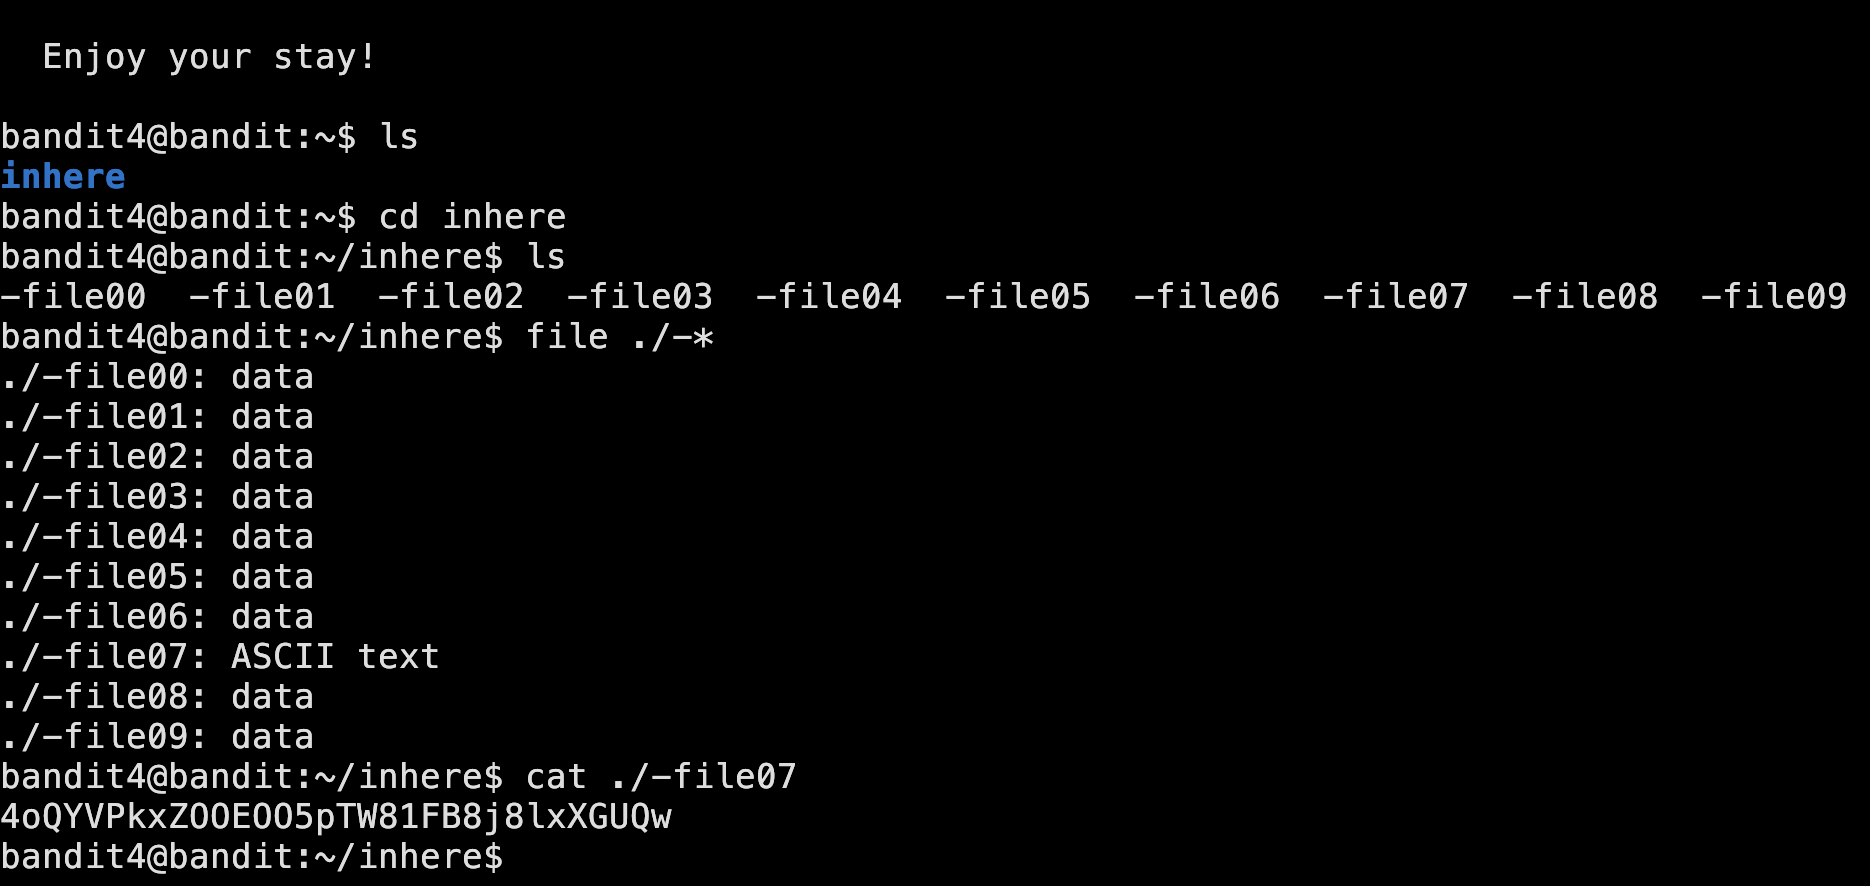 Enjoy your stay!
bandit4@bandit:~$ ls
inhere
bandit4@bandit:~$ cd inhere
bandit4@bandit:~/inhere$ ls
-file00  -file01  -file02  -file03  -file04  -file05  -file06  -file07  -file08  -file09
bandit4@bandit:~/inhere$ file ./-*
./-file00: data
./-file01: data
./-file02: data
./-file03: data
./-file04: data
./-file05: data
./-file06: data
./-file07: ASCII text
./-file08: data
./-file09: data
bandit4@bandit:~/inhere$ cat ./-file07
4oQYVPkxZOOEOO5pTW81FB8j8lxXGUQw
bandit4@bandit:~/inhere$